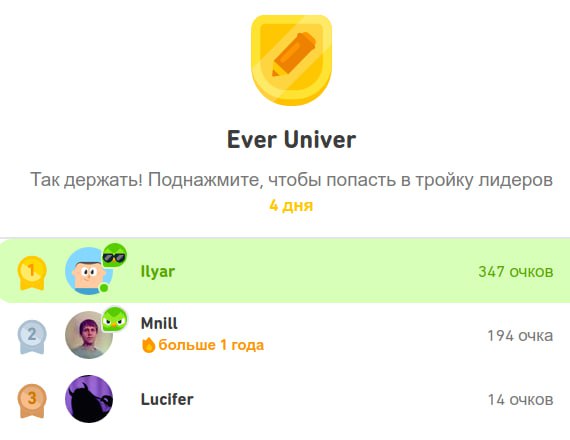 Ever Univer
Так держать! Поднажмите, чтобы попасть в тройку лидеров
4 дня
1 Ilyar 347 очков
2 Mnill 194 очка
больше 1 года
3 Lucifer 14 очков